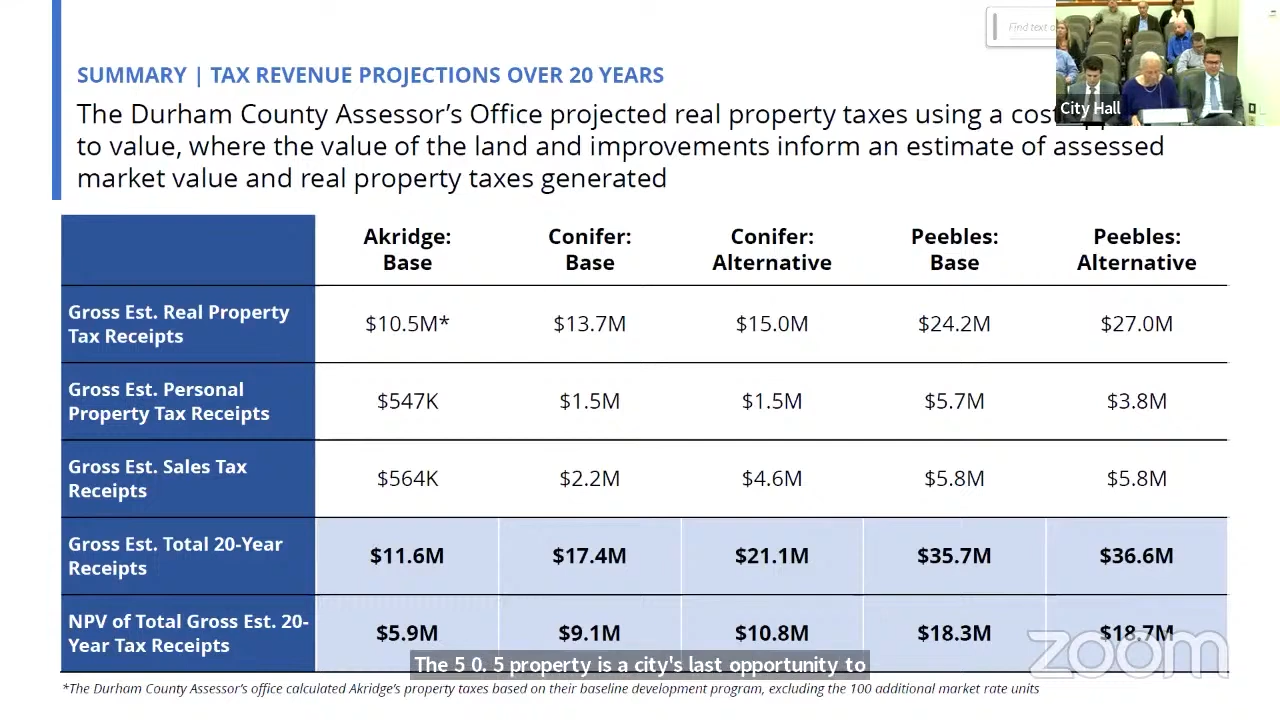 Find text o
SUMMARY | TAX REVENUE PROJECTIONS OVER 20 YEARS
City Hall
The Durham County Assessor's Office projected real property taxes using a cost
to value, where the value of the land and improvements inform an estimate of assessed
market value and real property taxes generated
Akridge: Base Conifer: Base Conifer: Alternative Peebles: Base Peebles: Alternative
Gross Est. Real Property Tax Receipts $10.5M* $13.7M $15.0M $24.2M $27.0M
Gross Est. Personal Property Tax Receipts $547K $1.5M $1.5M $5.7M $3.8M
Gross Est. Sales Tax Receipts $564K $2.2M $4.6M $5.8M $5.8M
Gross Est. Total 20-Year Receipts $11.6M $17.4M $21.1M $35.7M $36.6M
NPV of Total Gross Est. 20-Year Tax Receipts $5.9M $9.1M $10.8M $18.3M $18.7M
zoom
The 5 0. 5 property is a city's last opportunity to
*The Durham County Assessor's office calculated Akridge's property taxes based on their baseline development program, excluding the 100 additional market rate units